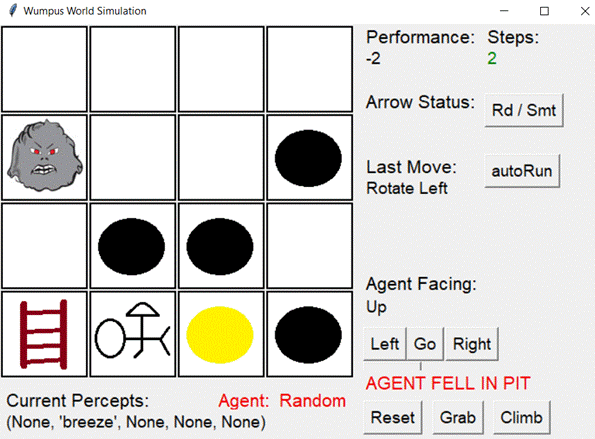 Wumpus World Simulation
Performance: Steps:
-2 2
Arrow Status: Rd / Smt
Last Move: autoRun
Rotate Left
Agent Facing:
Up
Left Go Right
AGENT FELL IN PIT
Reset Grab Climb
Current Percepts: Agent: Random
(None, 'breeze', None, None, None)